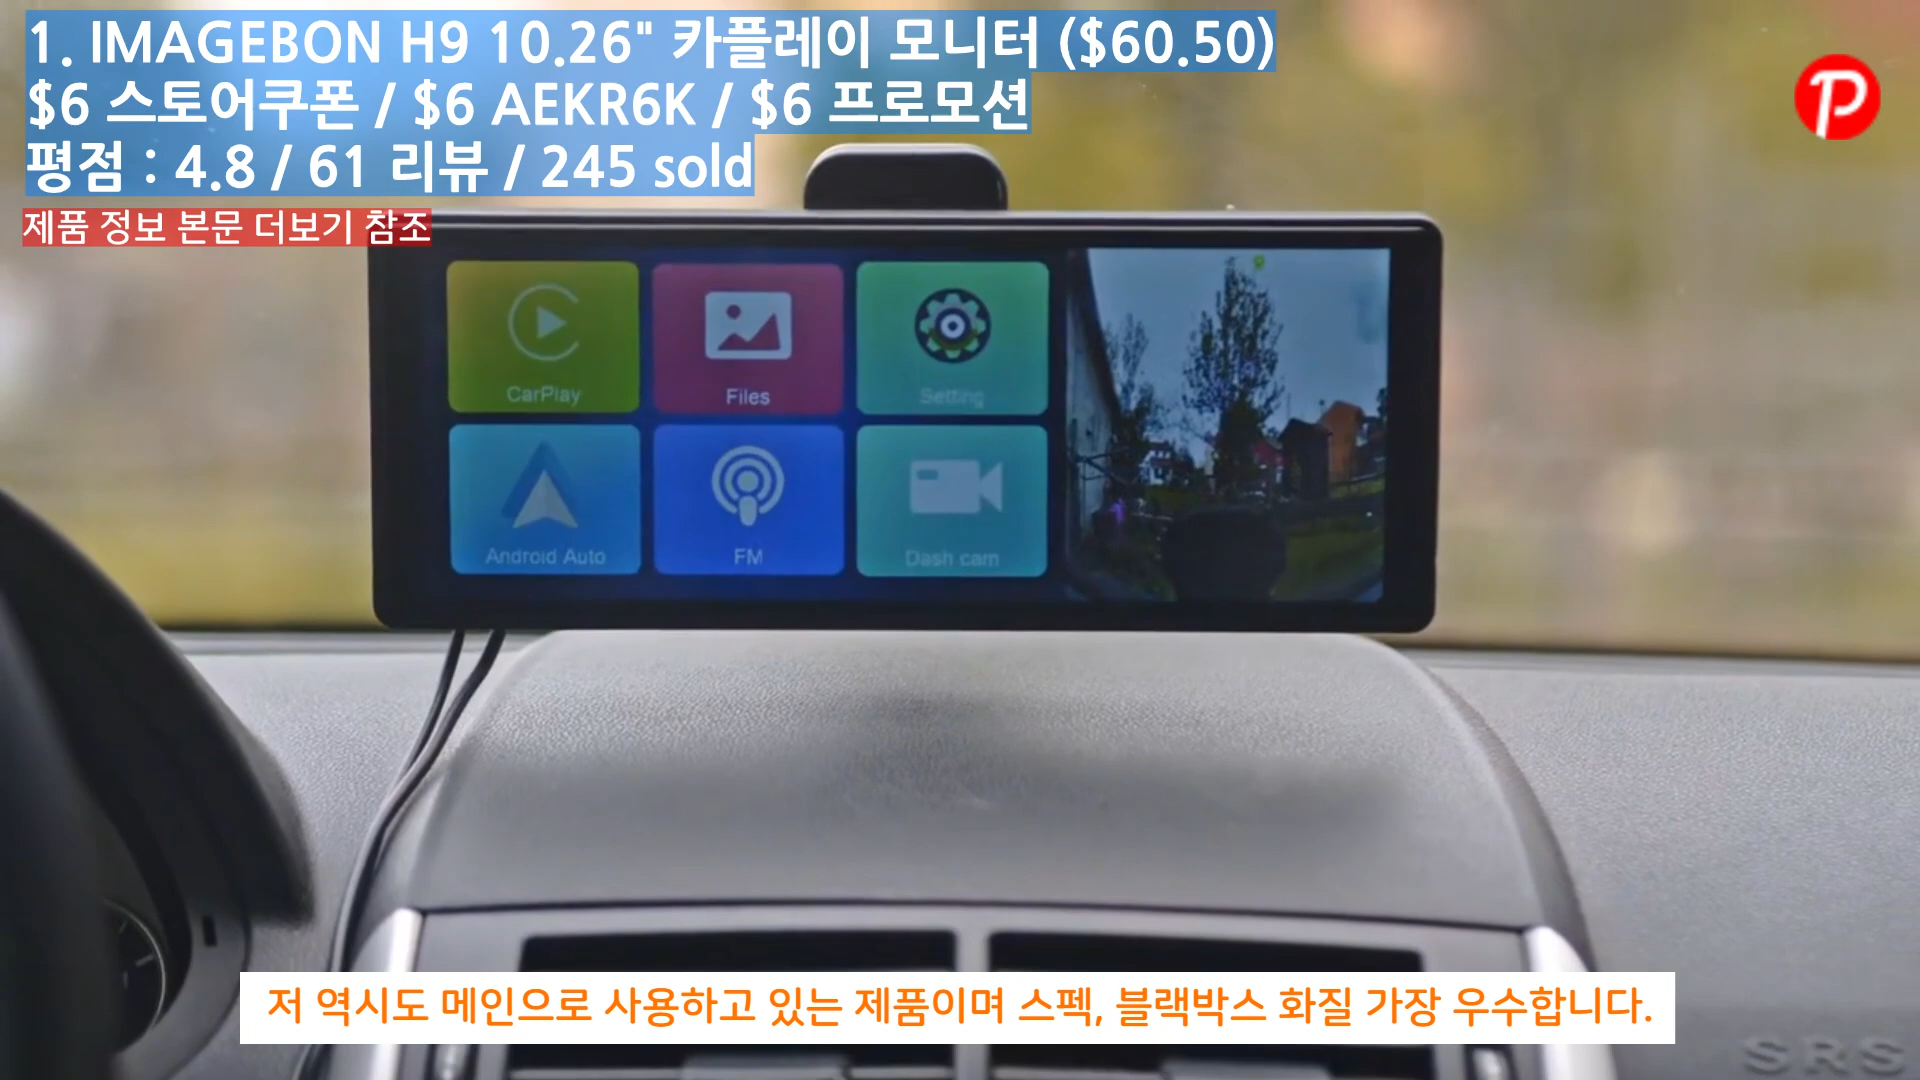 1. IMAGEBON H9 10.26" 카플레이 모니터 ($60.50)
$6 스토어쿠폰 / $6 AEKR6K / $6 프로모션
평점 : 4.8 / 61 리뷰 / 245 sold
제품 정보 본문 더보기 참조
CarPlay
Files
Setting
Android Auto
FM
Dash cam
저 역시도 메인으로 사용하고 있는 제품이며 스펙, 블랙박스 화질 가장 우수합니다.
SRS